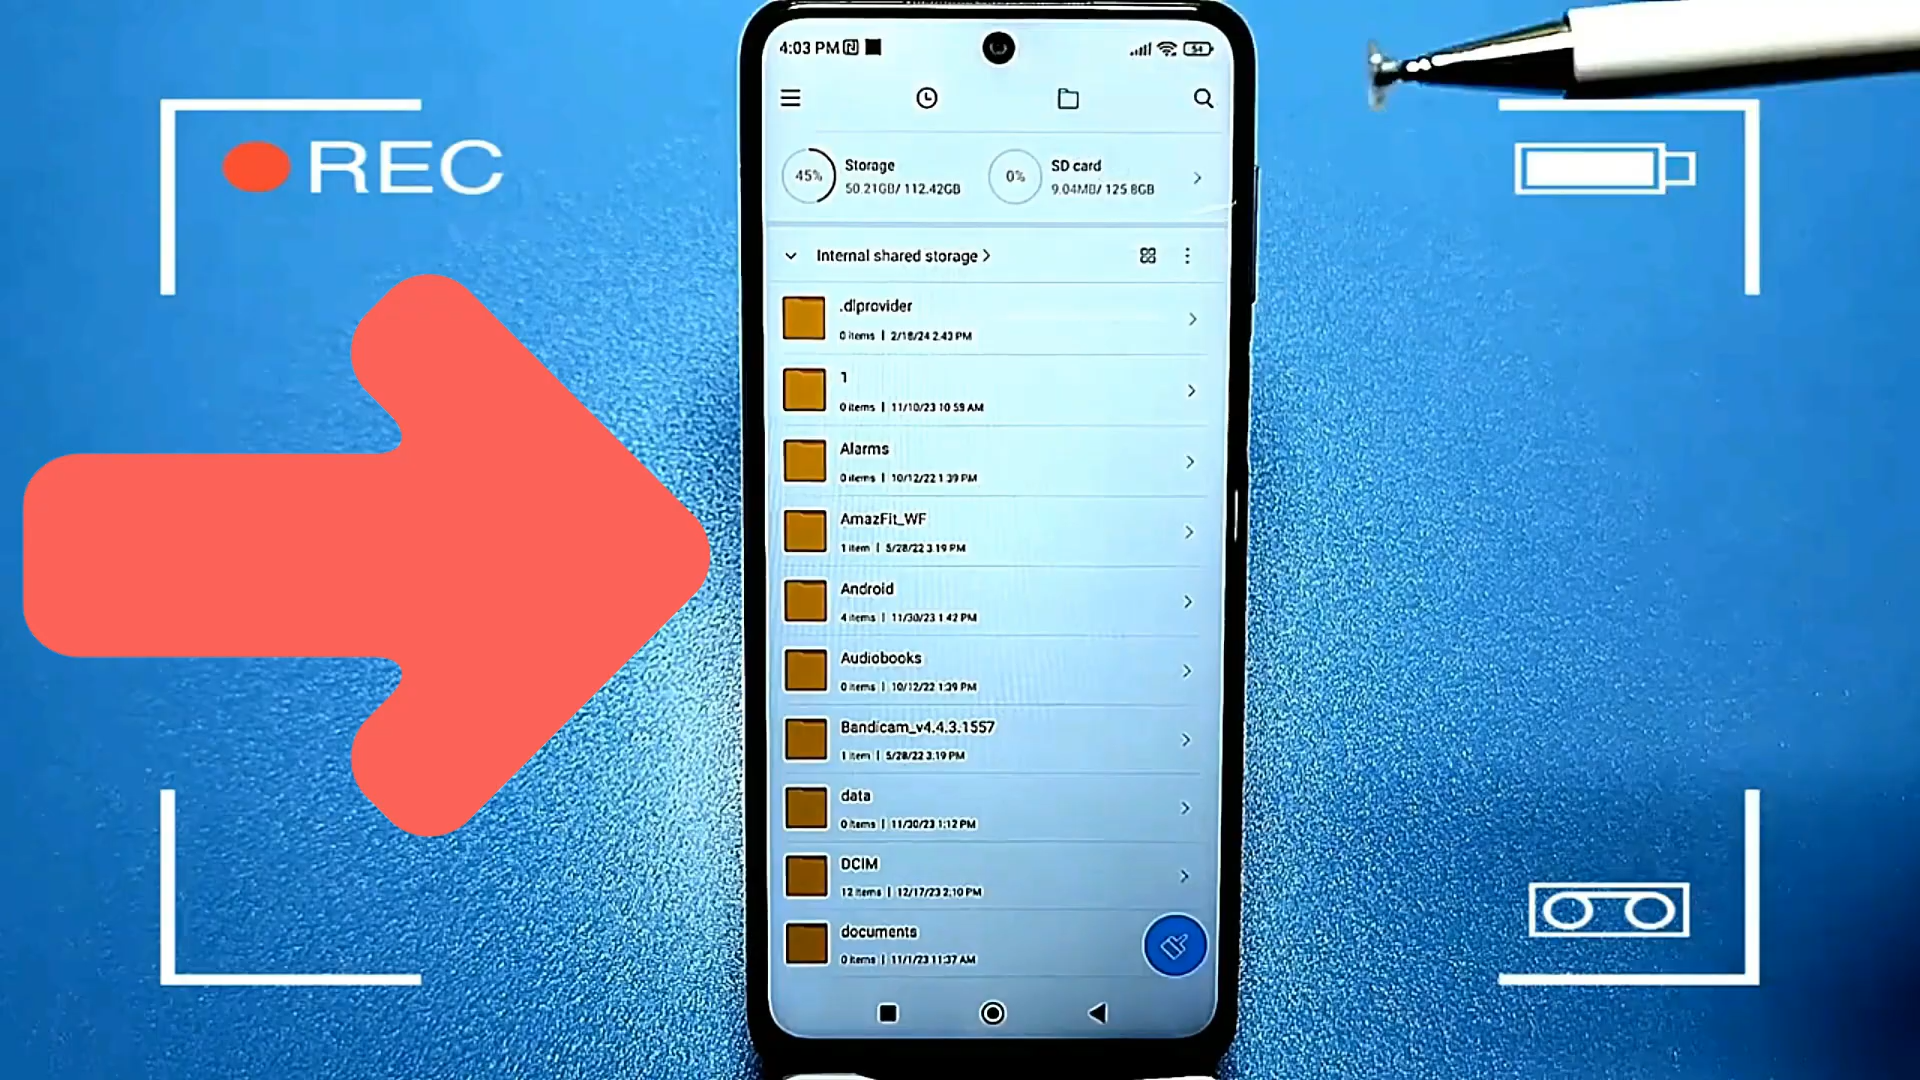 4:03 PM
54
REC
45%
Storage
50.21GB/ 112.42GB
0%
SD card
9.04MB/ 125.8GB
Internal shared storage
.dlprovider
0 items | 2/18/24 2:43 PM
1
0 items | 11/10/23 10:59 AM
Alarms
0 items | 10/12/22 1:39 PM
AmazFit_WF
1 item | 5/28/22 3:19 PM
Android
4 items | 11/30/23 1:42 PM
Audiobooks
0 items | 10/12/22 1:39 PM
Bandicam_v4.4.3.1557
1 item | 5/28/22 3:19 PM
data
0 items | 11/30/23 1:12 PM
DCIM
12 items | 12/17/23 2:10 PM
documents
0 items | 11/1/23 11:37 AM